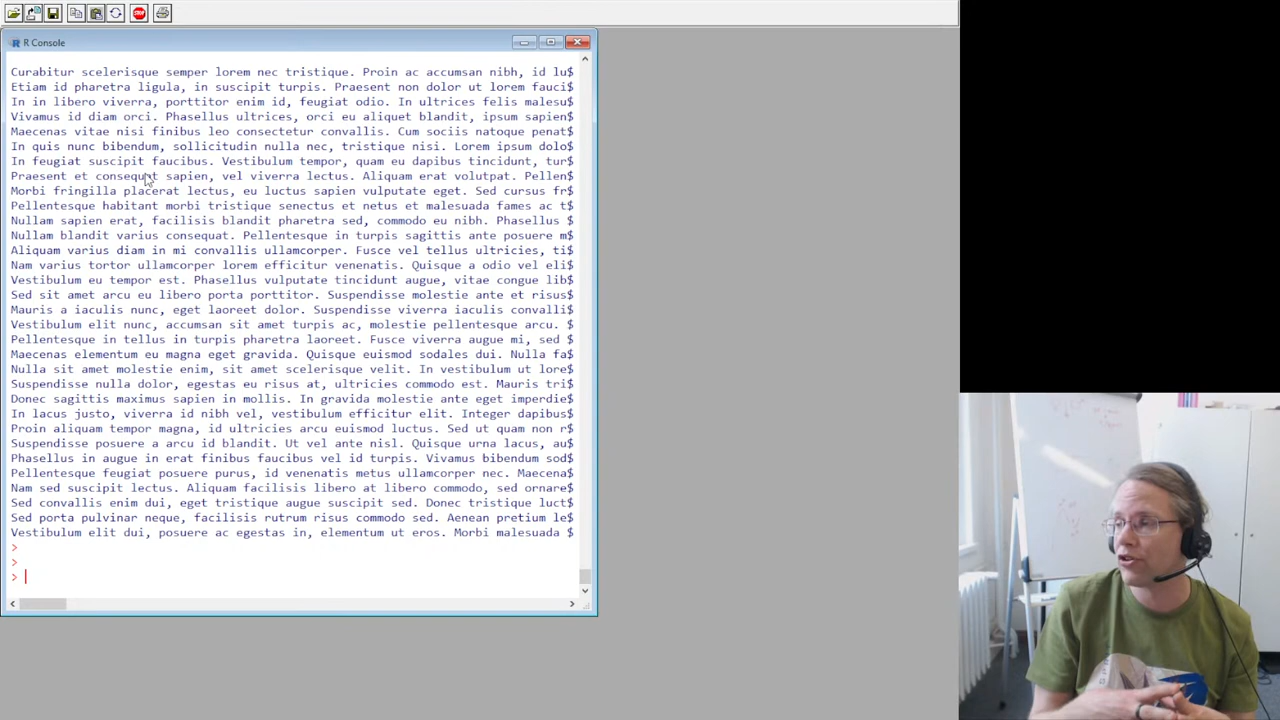 STOP
R Console
Curabitur scelerisque semper lorem nec tristique. Proin ac accumsan nibh, id lu$
Etiam id pharetra ligula, in suscipit turpis. Praesent non dolor ut lorem fauci$
In in libero viverra, porttitor enim id, feugiat odio. In ultrices felis malesu$
Vivamus id diam orci. Phasellus ultrices, orci eu aliquet blandit, ipsum sapien$
Maecenas vitae nisi finibus leo consectetur convallis. Cum sociis natoque penat$
In quis nunc bibendum, sollicitudin nulla nec, tristique nisi. Lorem ipsum dolo$
In feugiat suscipit faucibus. Vestibulum tempor, quam eu dapibus tincidunt, tur$
Praesent et consequat sapien, vel viverra lectus. Aliquam erat volutpat. Pellen$
Morbi fringilla placerat lectus, eu luctus sapien vulputate eget. Sed cursus fr$
Pellentesque habitant morbi tristique senectus et netus et malesuada fames ac t$
Nullam sapien erat, facilisis blandit pharetra sed, commodo eu nibh. Phasellus $
Nullam blandit varius consequat. Pellentesque in turpis sagittis ante posuere m$
Aliquam varius diam in mi convallis ullamcorper. Fusce vel tellus ultricies, ti$
Nam varius tortor ullamcorper lorem efficitur venenatis. Quisque a odio vel eli$
Vestibulum eu tempor est. Phasellus vulputate tincidunt augue, vitae congue lib$
Sed sit amet arcu eu libero porta porttitor. Suspendisse molestie ante et risus$
Mauris a iaculis nunc, eget laoreet dolor. Suspendisse viverra iaculis convalli$
Vestibulum elit nunc, accumsan sit amet turpis ac, molestie pellentesque arcu. $
Pellentesque in tellus in turpis pharetra laoreet. Fusce viverra augue mi, sed $
Maecenas elementum eu magna eget gravida. Quisque euismod sodales dui. Nulla fa$
Nulla sit amet molestie enim, sit amet scelerisque velit. In vestibulum ut lore$
Suspendisse nulla dolor, egestas eu risus at, ultricies commodo est. Mauris tri$
Donec sagittis maximus sapien in mollis. In gravida molestie ante eget imperdie$
In lacus justo, viverra id nibh vel, vestibulum efficitur elit. Integer dapibus$
Proin aliquam tempor magna, id ultricies arcu euismod luctus. Sed ut quam non r$
Suspendisse posuere a arcu id blandit. Ut vel ante nisl. Quisque urna lacus, au$
Phasellus in augue in erat finibus faucibus vel id turpis. Vivamus bibendum sod$
Pellentesque feugiat posuere purus, id venenatis metus ullamcorper nec. Maecena$
Nam sed suscipit lectus. Aliquam facilisis libero at libero commodo, sed ornare$
Sed convallis enim dui, eget tristique augue suscipit sed. Donec tristique luct$
Sed porta pulvinar neque, facilisis rutrum risus commodo sed. Aenean pretium le$
Vestibulum elit dui, posuere ac egestas in, elementum ut eros. Morbi malesuada $
>
>
>